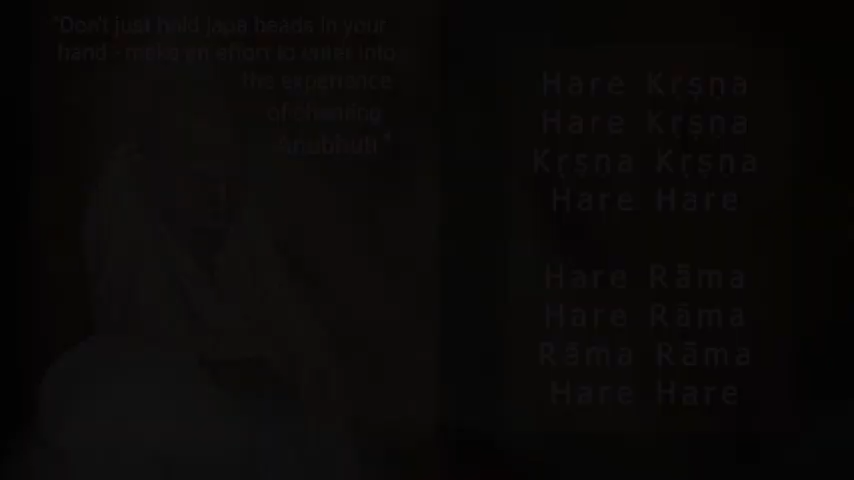 "Don't just hold japa beads in your
hand - make an effort to enter into
the experience
of chanting
Anubhuti"
Hare Kṛṣṇa
Hare Kṛṣṇa
Kṛṣṇa Kṛṣṇa
Hare Hare
Hare Rāma
Hare Rāma
Rāma Rāma
Hare Hare